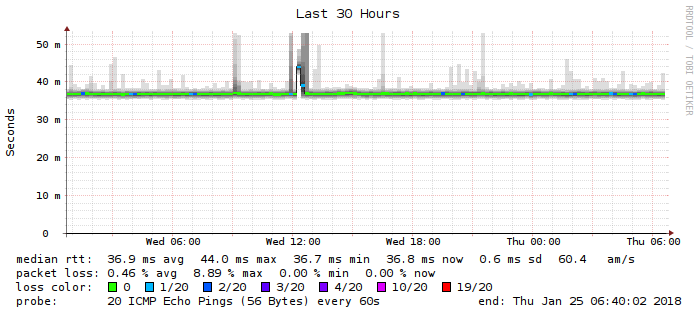 Last 30 Hours
RRDTOOL / TOBI OETIKER
Seconds
50 m
40 m
30 m
20 m
10 m
0
Wed 06:00 Wed 12:00 Wed 18:00 Thu 00:00 Thu 06:00
median rtt: 36.9 ms avg 44.0 ms max 36.7 ms min 36.8 ms now 0.6 ms sd 60.4 am/s
packet loss: 0.46 % avg 8.89 % max 0.00 % min 0.00 % now
loss color: 0 1/20 2/20 3/20 4/20 10/20 19/20
probe: 20 ICMP Echo Pings (56 Bytes) every 60s end: Thu Jan 25 06:40:02 2018